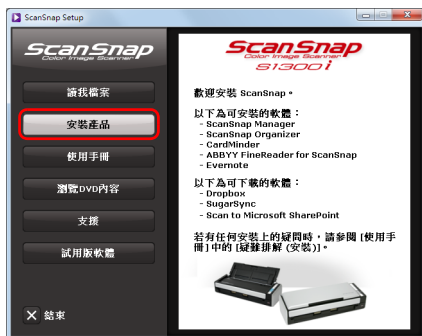 ScanSnap Setup
ScanSnap
Color Image Scanner
讀我檔案
安裝產品
使用手冊
瀏覽DVD內容
支援
試用版軟體
結束
ScanSnap
Color Image Scanner
S1300i
歡迎安裝 ScanSnap。
以下為可安裝的軟體：
- ScanSnap Manager
- ScanSnap Organizer
- CardMinder
- ABBYY FineReader for ScanSnap
- Evernote
以下為可下載的軟體：
- Dropbox
- SugarSync
- Scan to Microsoft SharePoint
若有任何安裝上的疑問時，請參閱 [使用手
冊] 中的 [疑難排解 (安裝)]。